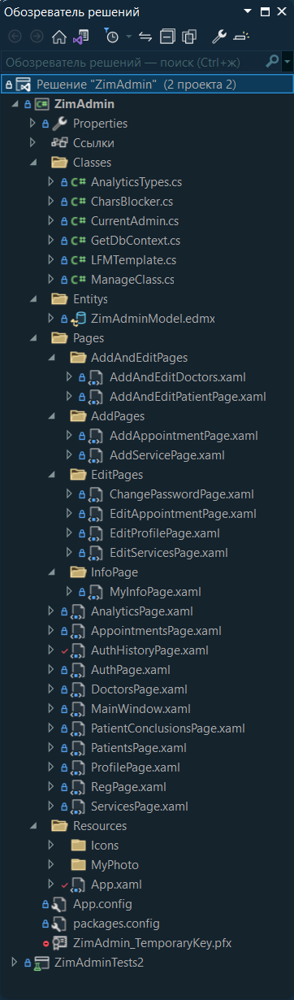 Обозреватель решений
Обозреватель решений — поиск (Ctrl+ж)
Решение "ZimAdmin" (2 проекта 2)
ZimAdmin
Properties
Ссылки
Classes
AnalyticsTypes.cs
CharsBlocker.cs
CurrentAdmin.cs
GetDbContext.cs
LFMTemplate.cs
ManageClass.cs
Entitys
ZimAdminModel.edmx
Pages
AddAndEditPages
AddAndEditDoctors.xaml
AddAndEditPatientPage.xaml
AddPages
AddAppointmentPage.xaml
AddServicePage.xaml
EditPages
ChangePasswordPage.xaml
EditAppointmentPage.xaml
EditProfilePage.xaml
EditServicesPage.xaml
InfoPage
MyInfoPage.xaml
AnalyticsPage.xaml
AppointmentsPage.xaml
AuthHistoryPage.xaml
AuthPage.xaml
DoctorsPage.xaml
MainWindow.xaml
PatientConclusionsPage.xaml
PatientsPage.xaml
ProfilePage.xaml
RegPage.xaml
ServicesPage.xaml
Resources
Icons
MyPhoto
App.xaml
App.config
packages.config
ZimAdmin_TemporaryKey.pfx
ZimAdminTests2